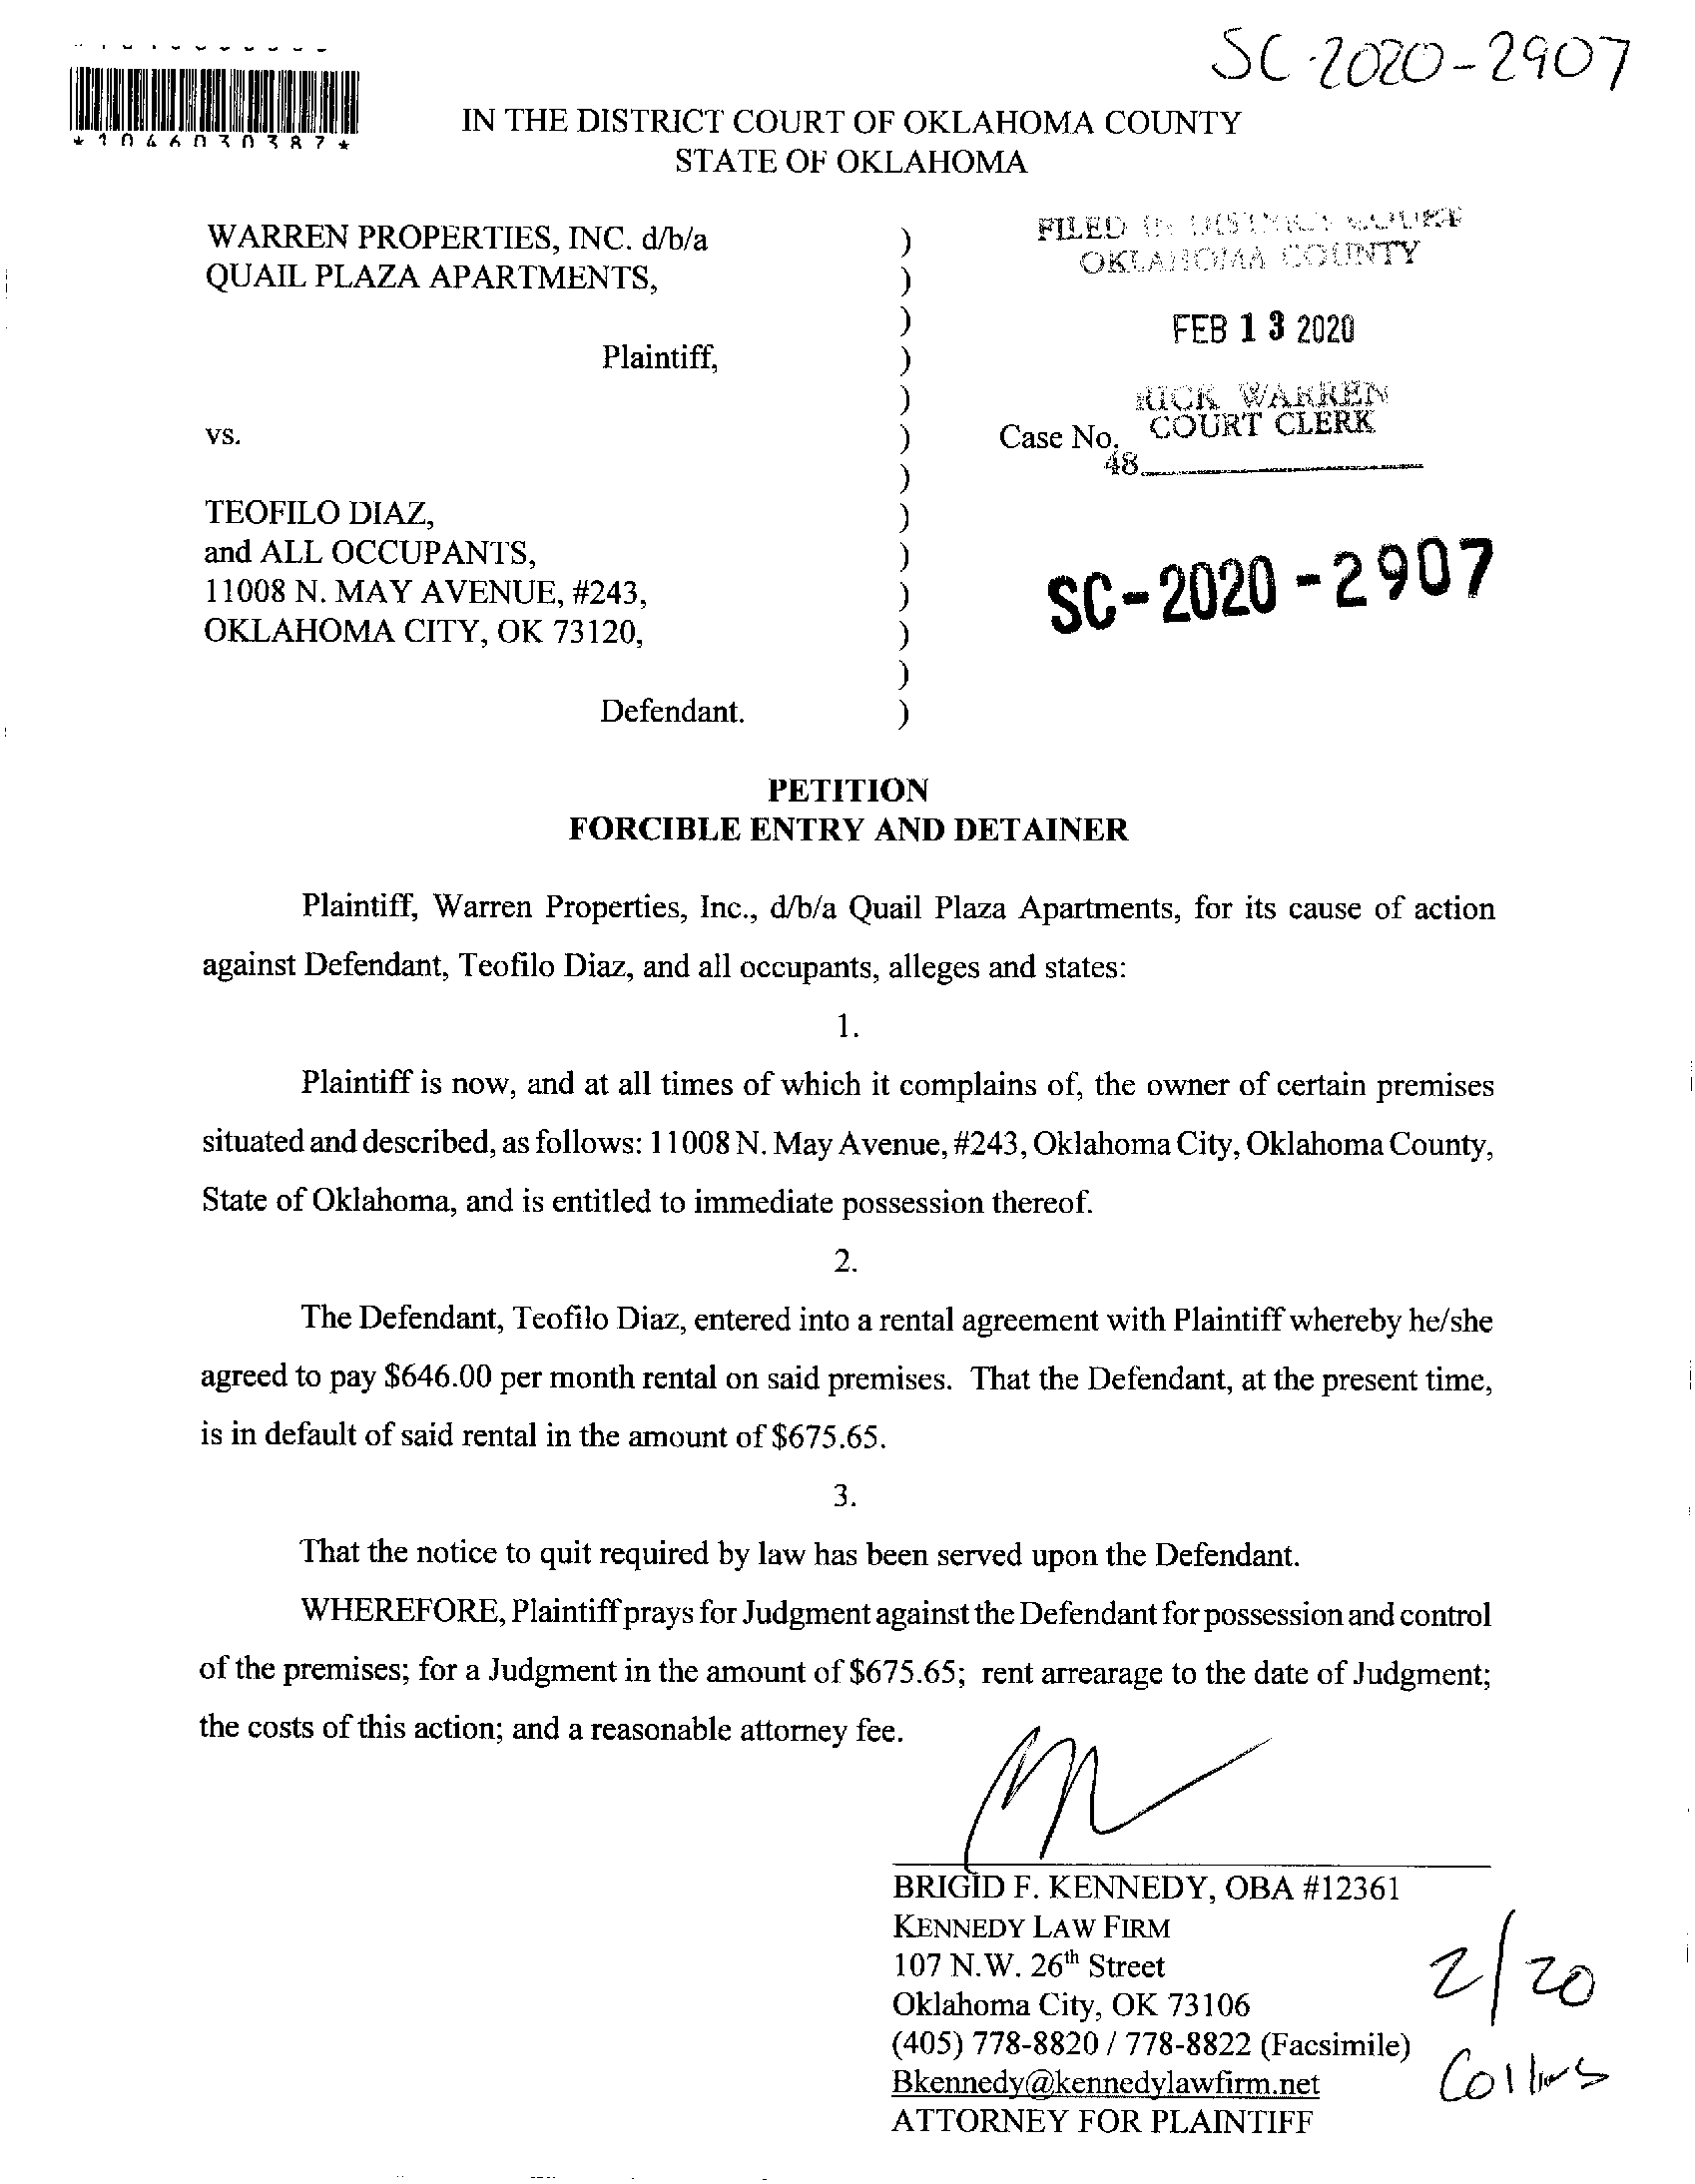 SC-2020-2907
*1046030387*
IN THE DISTRICT COURT OF OKLAHOMA COUNTY
STATE OF OKLAHOMA
WARREN PROPERTIES, INC. d/b/a
QUAIL PLAZA APARTMENTS,
Plaintiff,
vs.
TEOFILO DIAZ,
and ALL OCCUPANTS,
11008 N. MAY AVENUE, #243,
OKLAHOMA CITY, OK 73120,
Defendant.
)
)
)
)
)
)
)
)
)
)
)
)
)
FILED IN DISTRICT COURT
OKLAHOMA COUNTY
FEB 13 2020
RICK WARREN
COURT CLERK
Case No.
48
SC-2020-2907
PETITION
FORCIBLE ENTRY AND DETAINER
Plaintiff, Warren Properties, Inc., d/b/a Quail Plaza Apartments, for its cause of action
against Defendant, Teofilo Diaz, and all occupants, alleges and states:
1.
Plaintiff is now, and at all times of which it complains of, the owner of certain premises
situated and described, as follows: 11008 N. May Avenue, #243, Oklahoma City, Oklahoma County,
State of Oklahoma, and is entitled to immediate possession thereof.
2.
The Defendant, Teofilo Diaz, entered into a rental agreement with Plaintiff whereby he/she
agreed to pay $646.00 per month rental on said premises. That the Defendant, at the present time,
is in default of said rental in the amount of $675.65.
3.
That the notice to quit required by law has been served upon the Defendant.
WHEREFORE, Plaintiff prays for Judgment against the Defendant for possession and control
of the premises; for a Judgment in the amount of $675.65; rent arrearage to the date of Judgment;
the costs of this action; and a reasonable attorney fee.
BRIGID F. KENNEDY, OBA #12361
KENNEDY LAW FIRM
107 N.W. 26th Street
Oklahoma City, OK 73106
(405) 778-8820 / 778-8822 (Facsimile)
Bkennedy@kennedylawfirm.net
ATTORNEY FOR PLAINTIFF
2/20
Collins